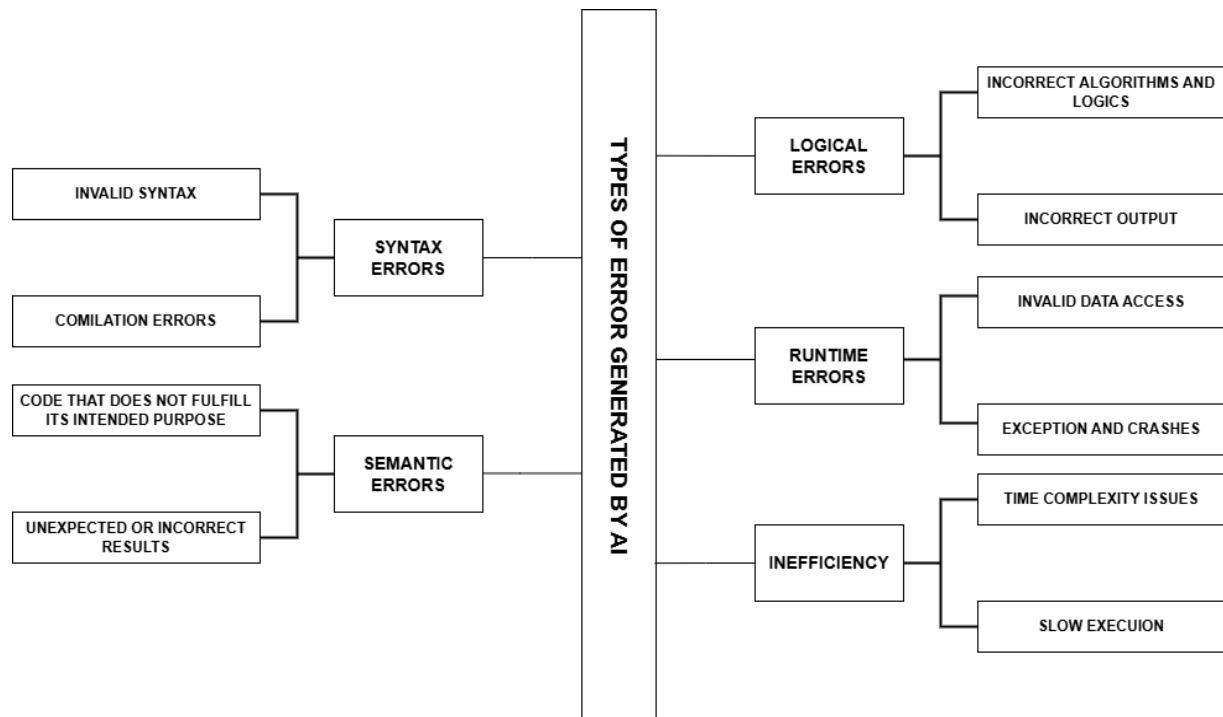 INVALID SYNTAX
COMILATION ERRORS
SYNTAX
ERRORS
CODE THAT DOES NOT FULFILL
ITS INTENDED PURPOSE
UNEXPECTED OR INCORRECT
RESULTS
SEMANTIC
ERRORS
TYPES OF ERROR GENERATED BY AI
LOGICAL
ERRORS
INCORRECT ALGORITHMS AND
LOGICS
INCORRECT OUTPUT
RUNTIME
ERRORS
INVALID DATA ACCESS
EXCEPTION AND CRASHES
INEFFICIENCY
TIME COMPLEXITY ISSUES
SLOW EXECUION